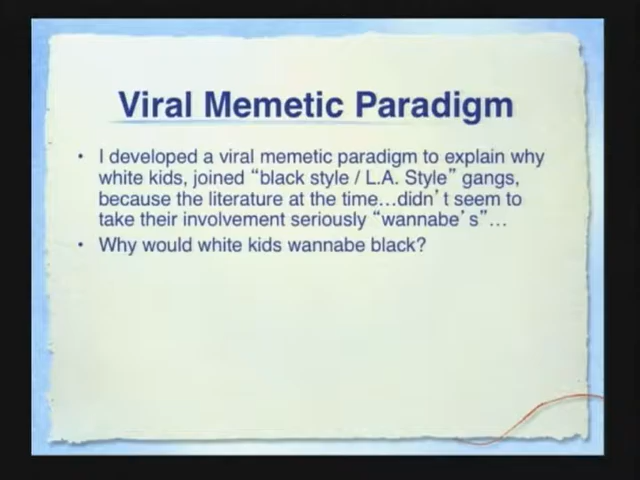 Viral Memetic Paradigm
• I developed a viral memetic paradigm to explain why
white kids, joined “black style / L.A. Style” gangs,
because the literature at the time…didn’t seem to
take their involvement seriously “wannabe’s”…
• Why would white kids wannabe black?